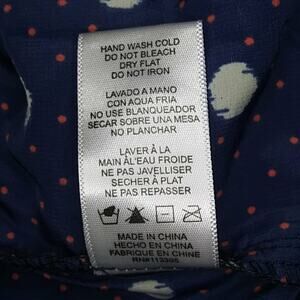 HAND WASH COLD
DO NOT BLEACH
DRY FLAT
DO NOT IRON
LAVADO A MANO
CON AQUA FRIA
NO USE BLANQUEADOR
SECAR SOBRE UNA MESA
NO PLANCHAR
LAVER À LA
MAIN À L'EAU FROIDE
NE PAS JAVELLISER
SECHER À PLAT
NE PAS REPASSER
MADE IN CHINA
HECHO EN CHINA
FABRIQUE EN CHINE
RN#113395